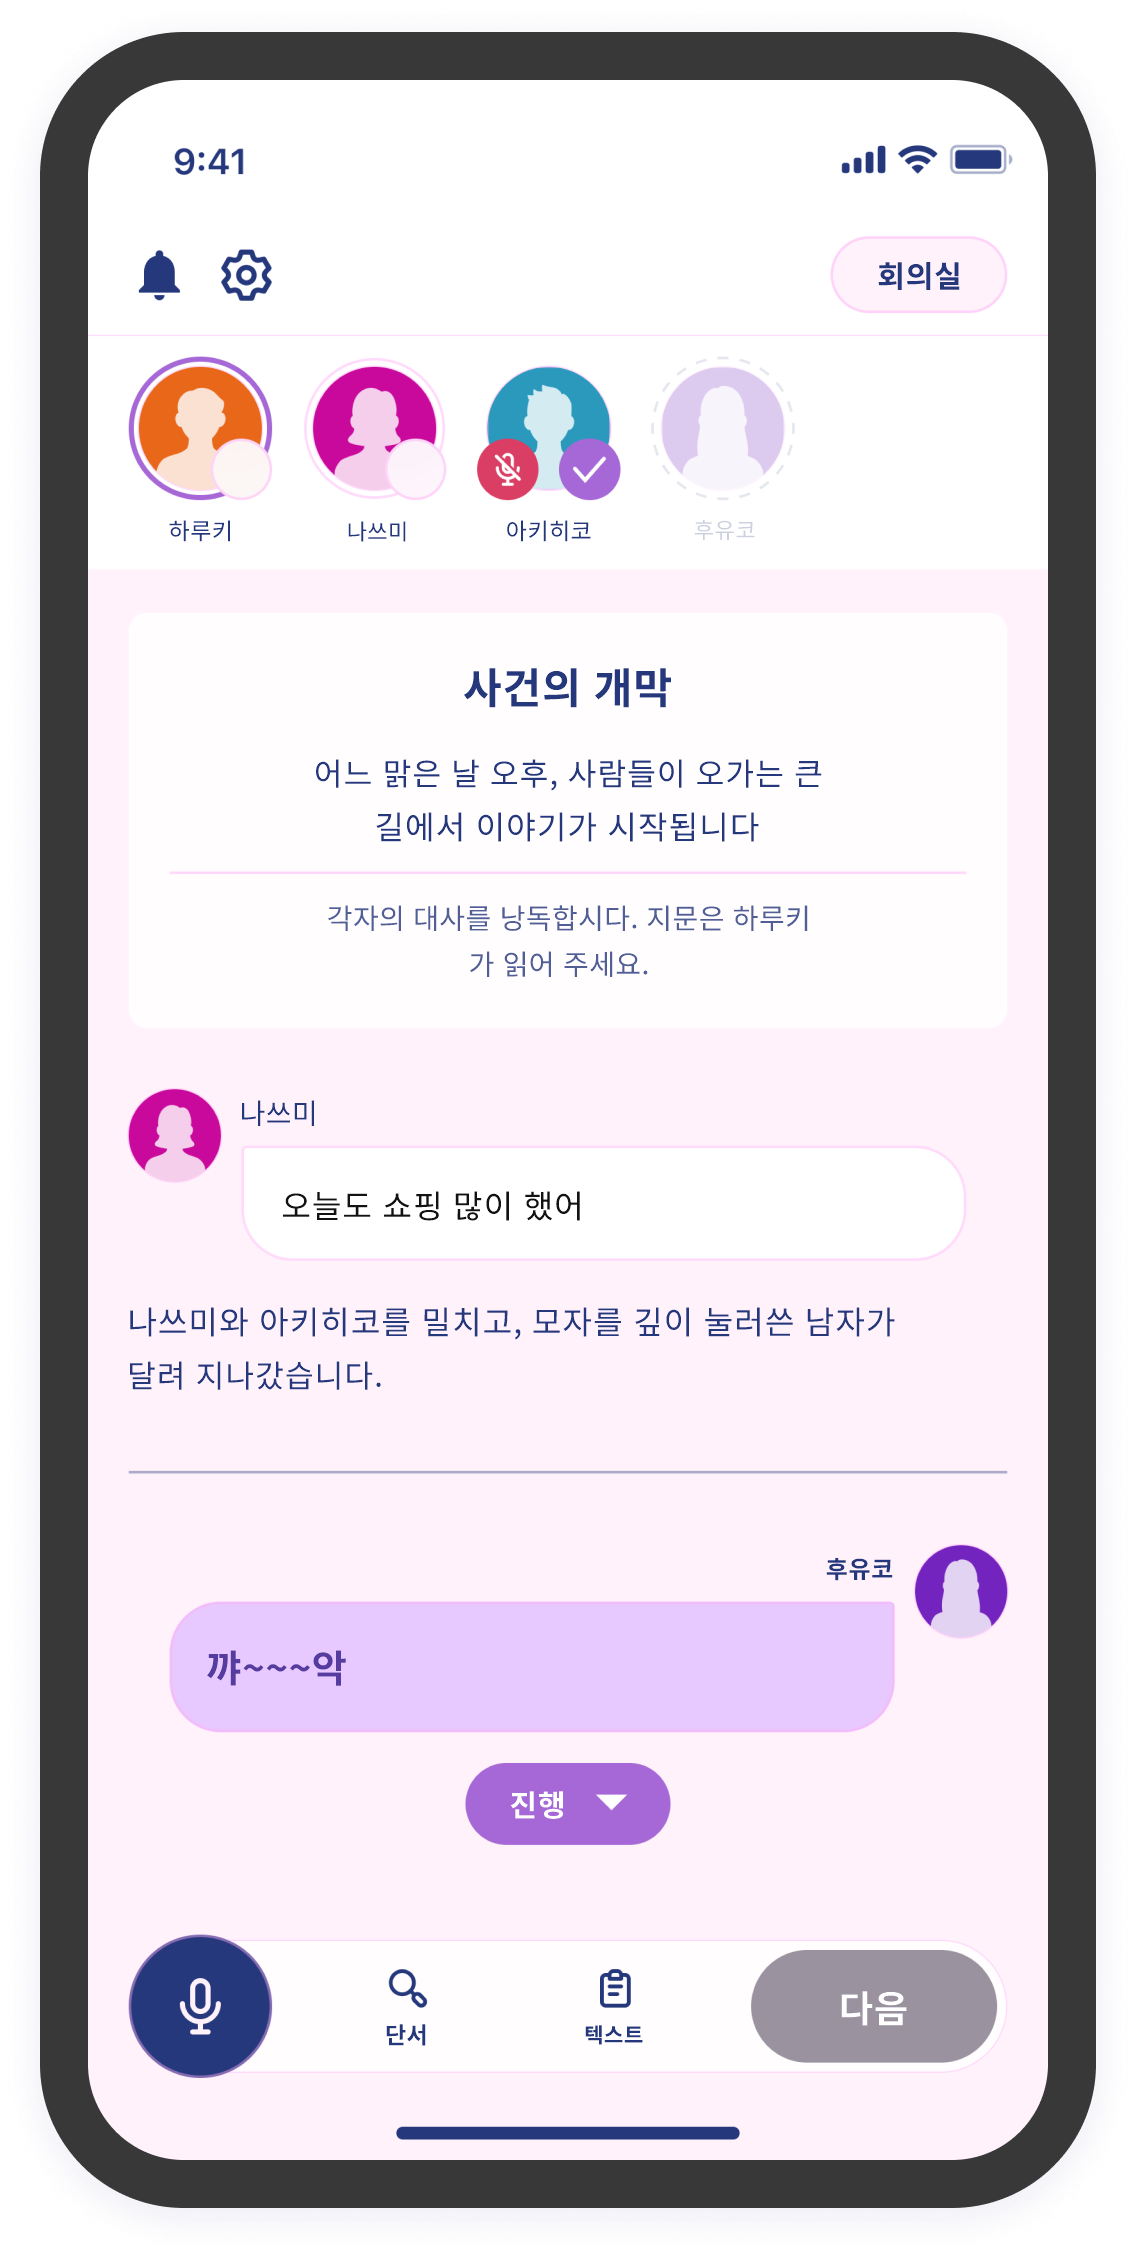 9:41
회의실
하루키
나쓰미
아키히코
후유코
사건의 개막
어느 맑은 날 오후, 사람들이 오가는 큰
길에서 이야기가 시작됩니다
각자의 대사를 낭독합시다. 지문은 하루키
가 읽어 주세요.
나쓰미
오늘도 쇼핑 많이 했어
나쓰미와 아키히코를 밀치고, 모자를 깊이 눌러쓴 남자가
달려 지나갔습니다.
후유코
꺄~~~악
진행
단서
텍스트
다음